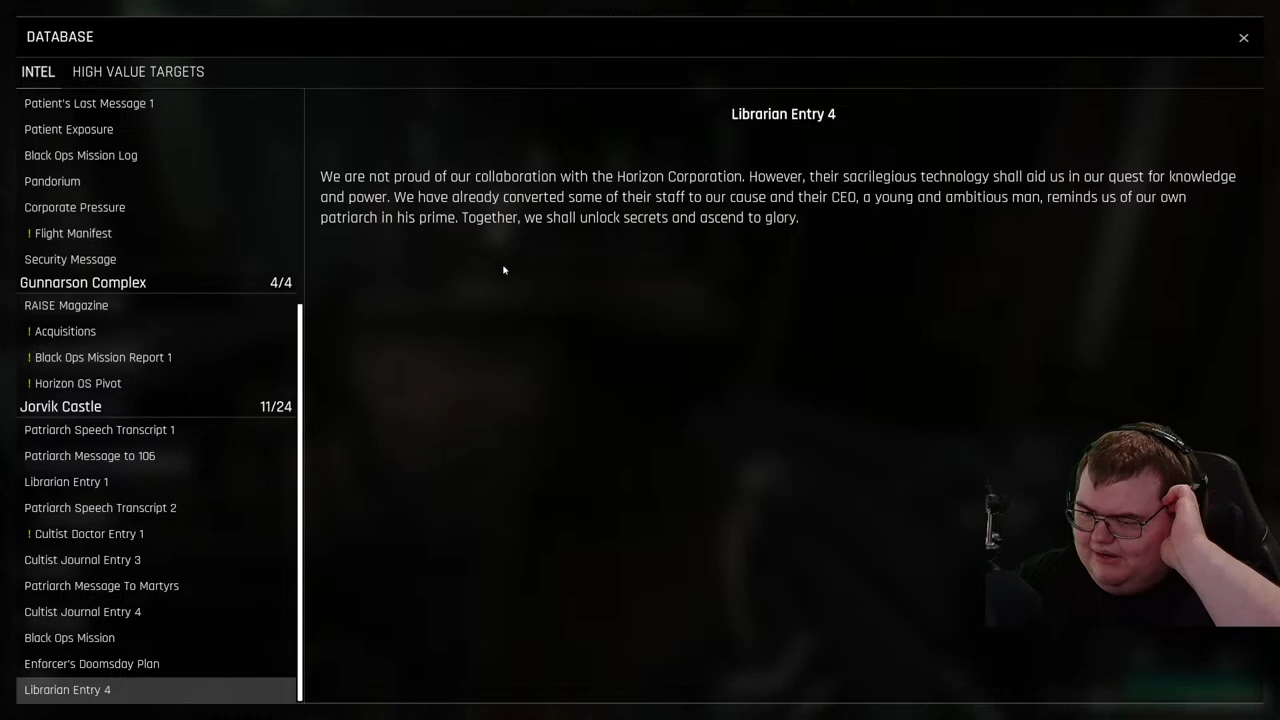 DATABASE
INTEL
HIGH VALUE TARGETS
Patient's Last Message 1
Patient Exposure
Black Ops Mission Log
Pandorium
Corporate Pressure
! Flight Manifest
Security Message
Gunnarson Complex 4/4
RAISE Magazine
! Acquisitions
! Black Ops Mission Report 1
! Horizon OS Pivot
Jorvik Castle 11/24
Patriarch Speech Transcript 1
Patriarch Message to 106
Librarian Entry 1
Patriarch Speech Transcript 2
! Cultist Doctor Entry 1
Cultist Journal Entry 3
Patriarch Message To Martyrs
Cultist Journal Entry 4
Black Ops Mission
Enforcer's Doomsday Plan
Librarian Entry 4
Librarian Entry 4
We are not proud of our collaboration with the Horizon Corporation. However, their sacrilegious technology shall aid us in our quest for knowledge
and power. We have already converted some of their staff to our cause and their CEO, a young and ambitious man, reminds us of our own
patriarch in his prime. Together, we shall unlock secrets and ascend to glory.